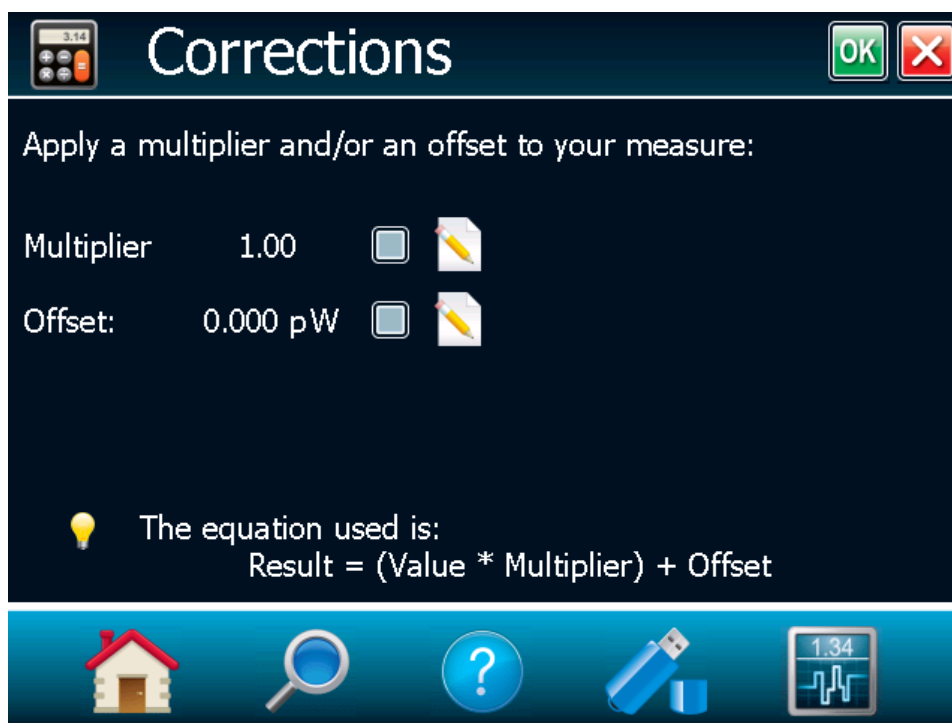 3.14
Corrections
OK
Apply a multiplier and/or an offset to your measure:
Multiplier 1.00
Offset: 0.000 pW
The equation used is:
Result = (Value * Multiplier) + Offset
?
1.34